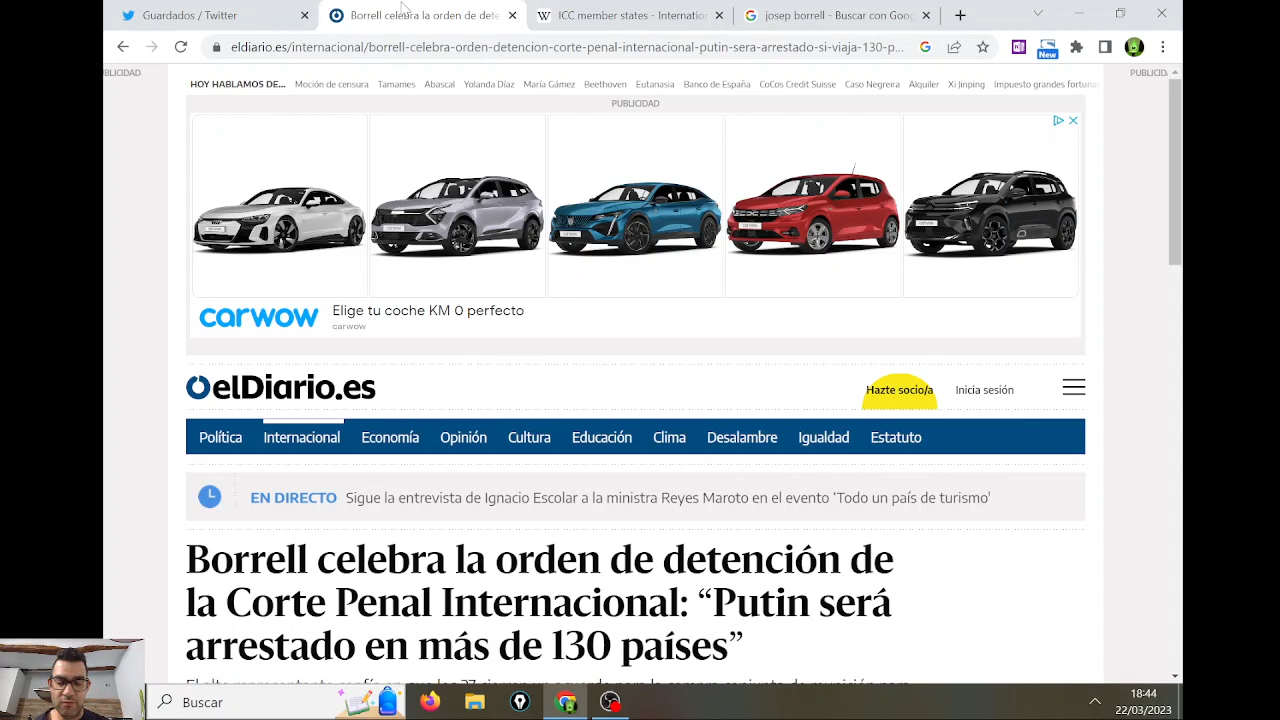 Guardados / Twitter
Borrell celebra la orden de dete
ICC member states - Internatio
josep borrell - Buscar con Goog
eldiario.es/internacional/borrell-celebra-orden-detencion-corte-penal-internacional-putin-sera-arrestado-si-viaja-130-p...
New
PUBLICIDAD
HOY HABLAMOS DE... Moción de censura Tamames Abascal Yolanda Díaz María Gámez Beethoven Eutanasia Banco de España CoCos Credit Suisse Caso Negreira Alquiler Xi Jinping Impuesto grandes fortunas
PUBLICIDAD
carwow
Elige tu coche KM 0 perfecto
carwow
elDiario.es
Hazte socio/a
Inicia sesión
Política Internacional Economía Opinión Cultura Educación Clima Desalambre Igualdad Estatuto
EN DIRECTO Sigue la entrevista de Ignacio Escolar a la ministra Reyes Maroto en el evento ‘Todo un país de turismo’
Borrell celebra la orden de detención de
la Corte Penal Internacional: “Putin será
arrestado en más de 130 países”
Buscar
18:44
22/03/2023